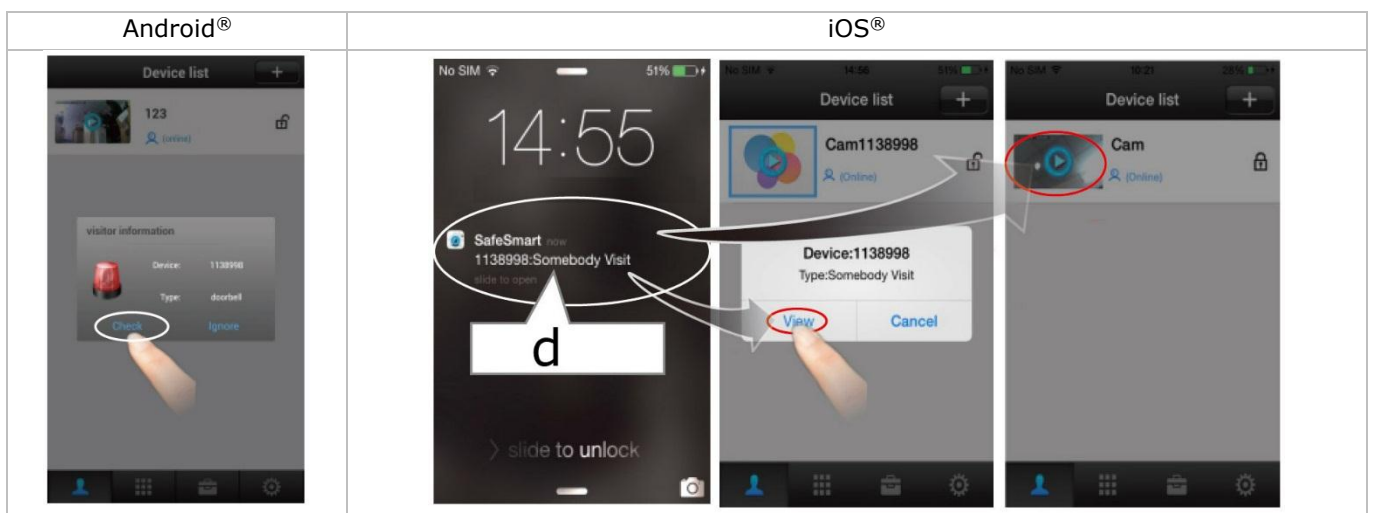 Android®
iOS®
Device list +
123
(online)
visitor information
Device: 1138998
Type: doorbell
Check Ignore
No SIM 51%
14:55
SafeSmart now
1138998:Somebody Visit
slide to open
d
> slide to unlock
No SIM 14:56 51%
Device list +
Cam1138998
(Online)
Device:1138998
Type:Somebody Visit
View Cancel
No SIM 10:21 28%
Device list +
Cam
(Online)